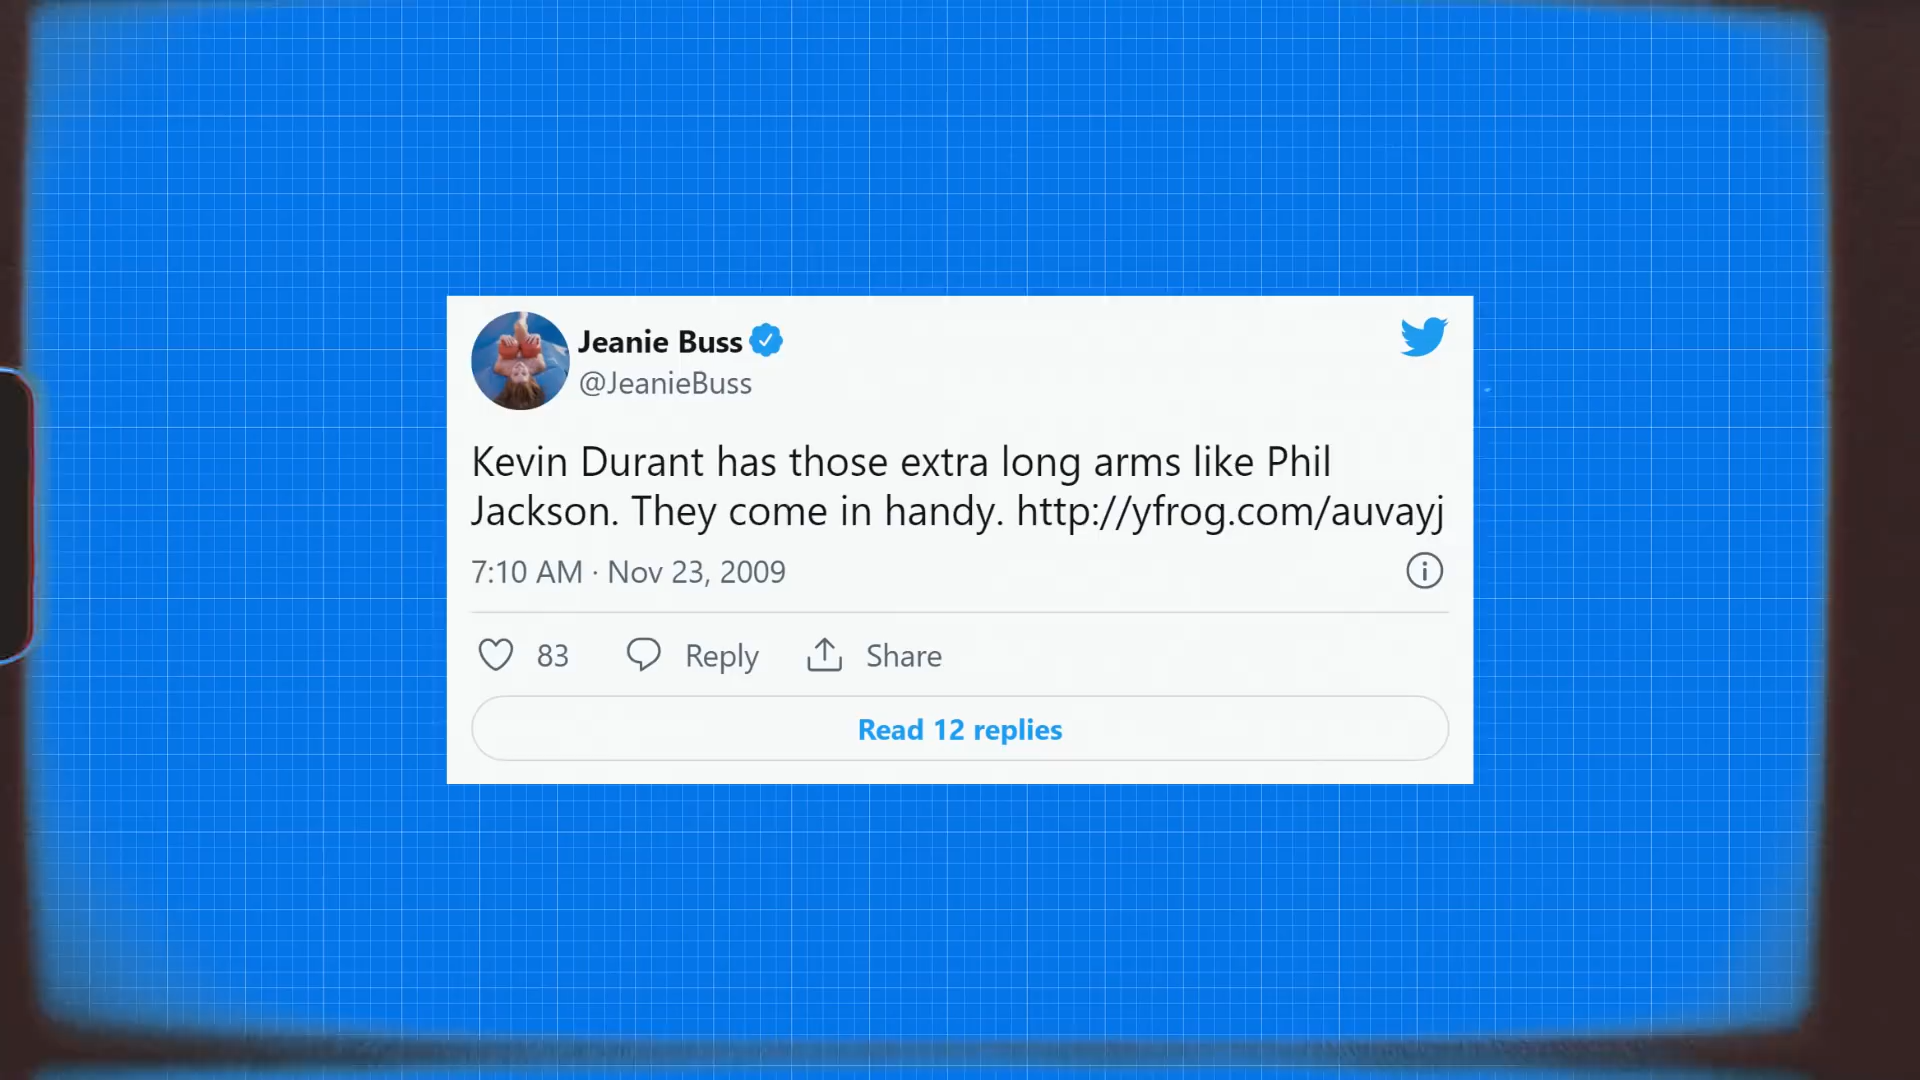 Jeanie Buss
@JeanieBuss
Kevin Durant has those extra long arms like Phil
Jackson. They come in handy. http://yfrog.com/auvayj
7:10 AM · Nov 23, 2009
83 Reply Share
Read 12 replies